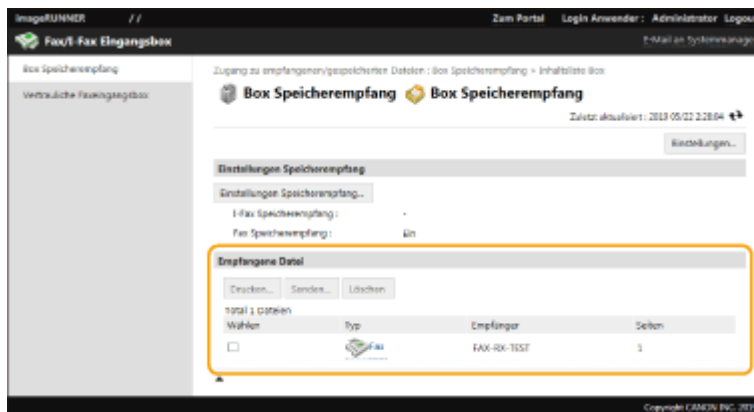 imageRUNNER // Zum Portal Login Anwender : Administrator Logou
Fax/I-Fax Eingangsbox E-Mail an Systemmanage
Box Speicherempfang
Vertrauliche Faxeingangsbox
Zugang zu empfangenen/gespeicherten Dateien : Box Speicherempfang > Inhaltsliste Box
Box Speicherempfang Box Speicherempfang
Zuletzt aktualisiert : 2019 05/22 2:28:04
Einstellungen...
Einstellungen Speicherempfang
Einstellungen Speicherempfang...
I-Fax Speicherempfang : -
Fax Speicherempfang : Ein
Empfangene Datei
Drucken... Senden... Löschen
Total 1 Dateien
Wählen Typ Empfänger Seiten
Fax FAX-RX-TEST 1
Copyright CANON INC. 201